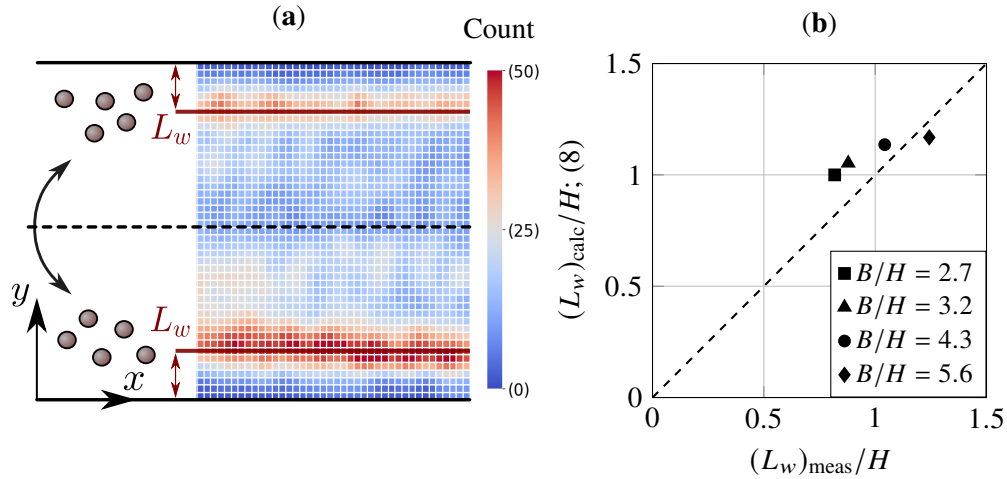 (a)
Count
(50)
(25)
(0)
L_w
L_w
y
x
(b)
1.5
1
0.5
0
0
0.5
1
1.5
(L_w)_calc/H; (8)
(L_w)_meas/H
B/H = 2.7
B/H = 3.2
B/H = 4.3
B/H = 5.6